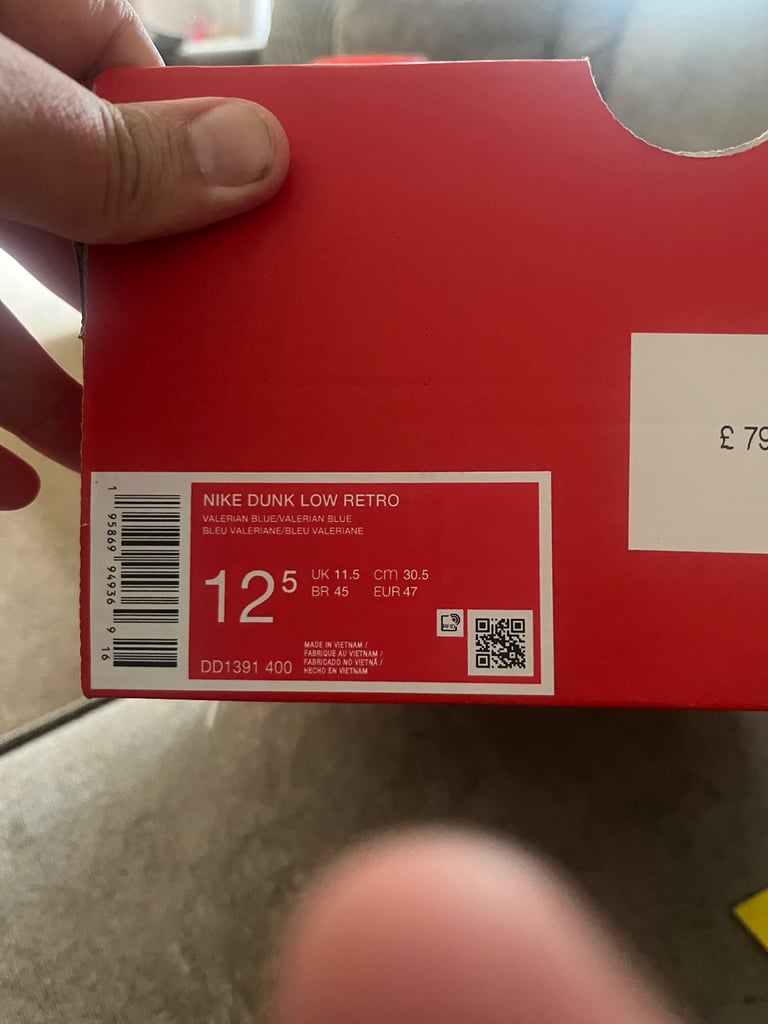 £ 79
NIKE DUNK LOW RETRO
VALERIAN BLUE/VALERIAN BLUE
BLEU VALERIANE/BLEU VALERIANE
12 5
UK 11.5 cm 30.5
BR 45 EUR 47
MADE IN VIETNAM /
FABRIQUE AU VIETNAM /
FABRICADO NO VIETNÃ /
HECHO EN VIETNAM
DD1391 400
1 95869 94936 9 16